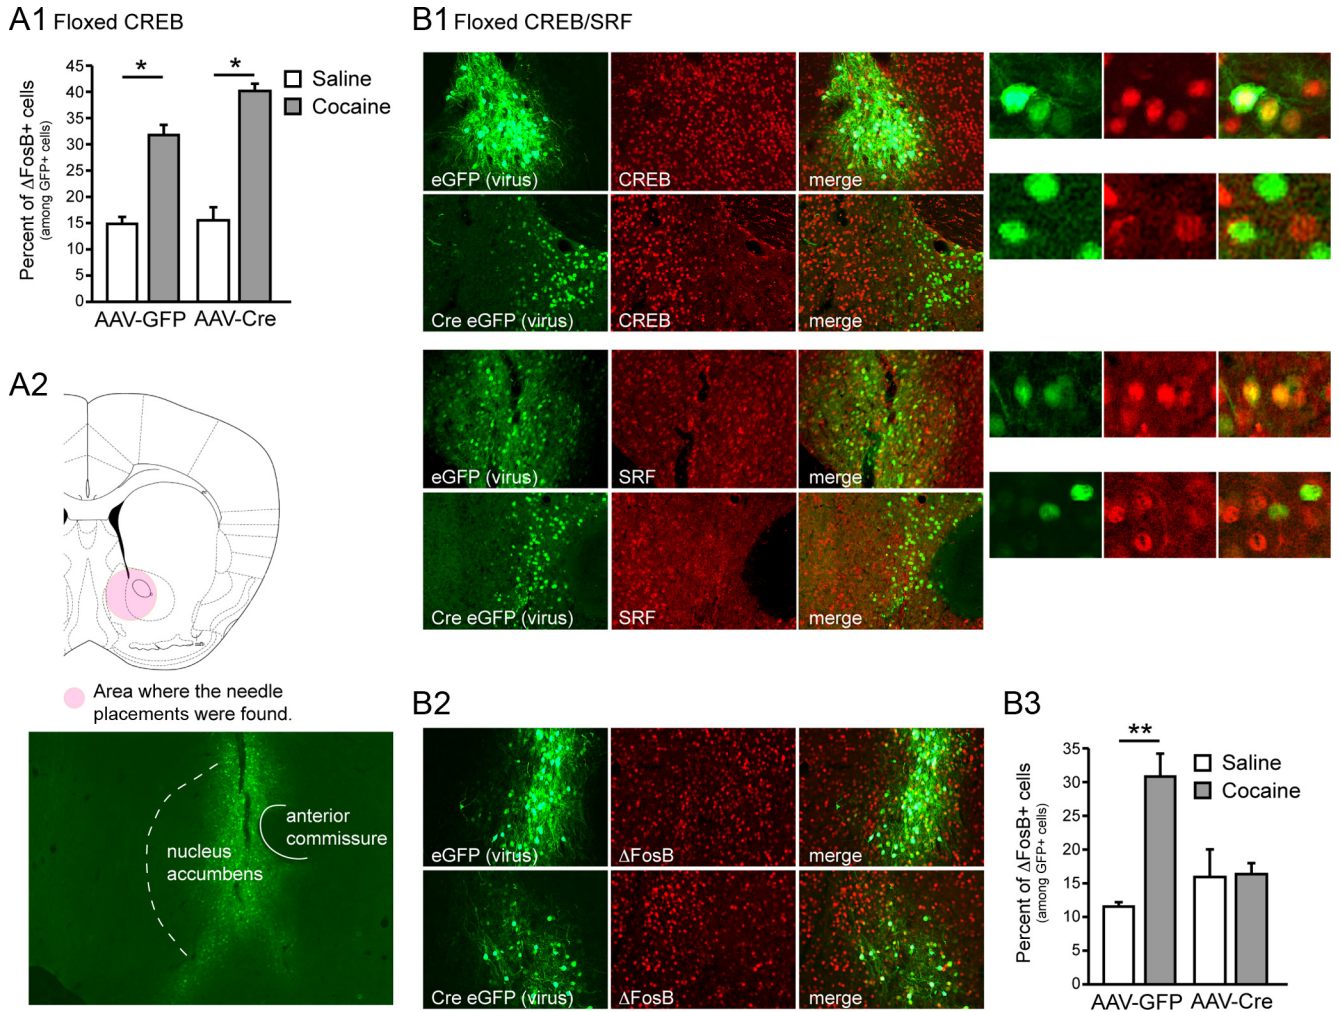 A1 Floxed CREB
Percent of ΔFosB+ cells
(among GFP+ cells)
45
40
35
30
25
20
15
10
5
0
*
*
Saline
Cocaine
AAV-GFP AAV-Cre
A2
Area where the needle
placements were found.
nucleus
accumbens
anterior
commissure
B1 Floxed CREB/SRF
eGFP (virus) CREB merge
Cre eGFP (virus) CREB merge
eGFP (virus) SRF merge
Cre eGFP (virus) SRF merge
B2
eGFP (virus) ΔFosB merge
Cre eGFP (virus) ΔFosB merge
B3
Percent of ΔFosB+ cells
(among GFP+ cells)
35
30
25
20
15
10
5
0
**
Saline
Cocaine
AAV-GFP AAV-Cre